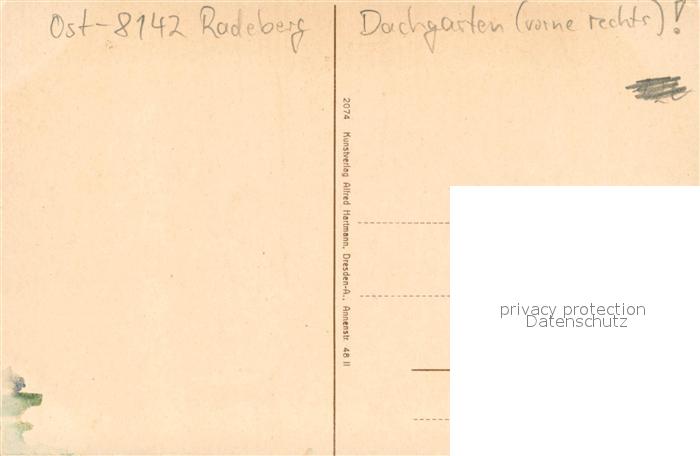 Ost-8142 Radeberg
Dachgarten (vorne rechts)!
2074 Kunstverlag Alfred Hartmann, Dresden-A., Annenstr. 48 II
privacy protection
Datenschutz